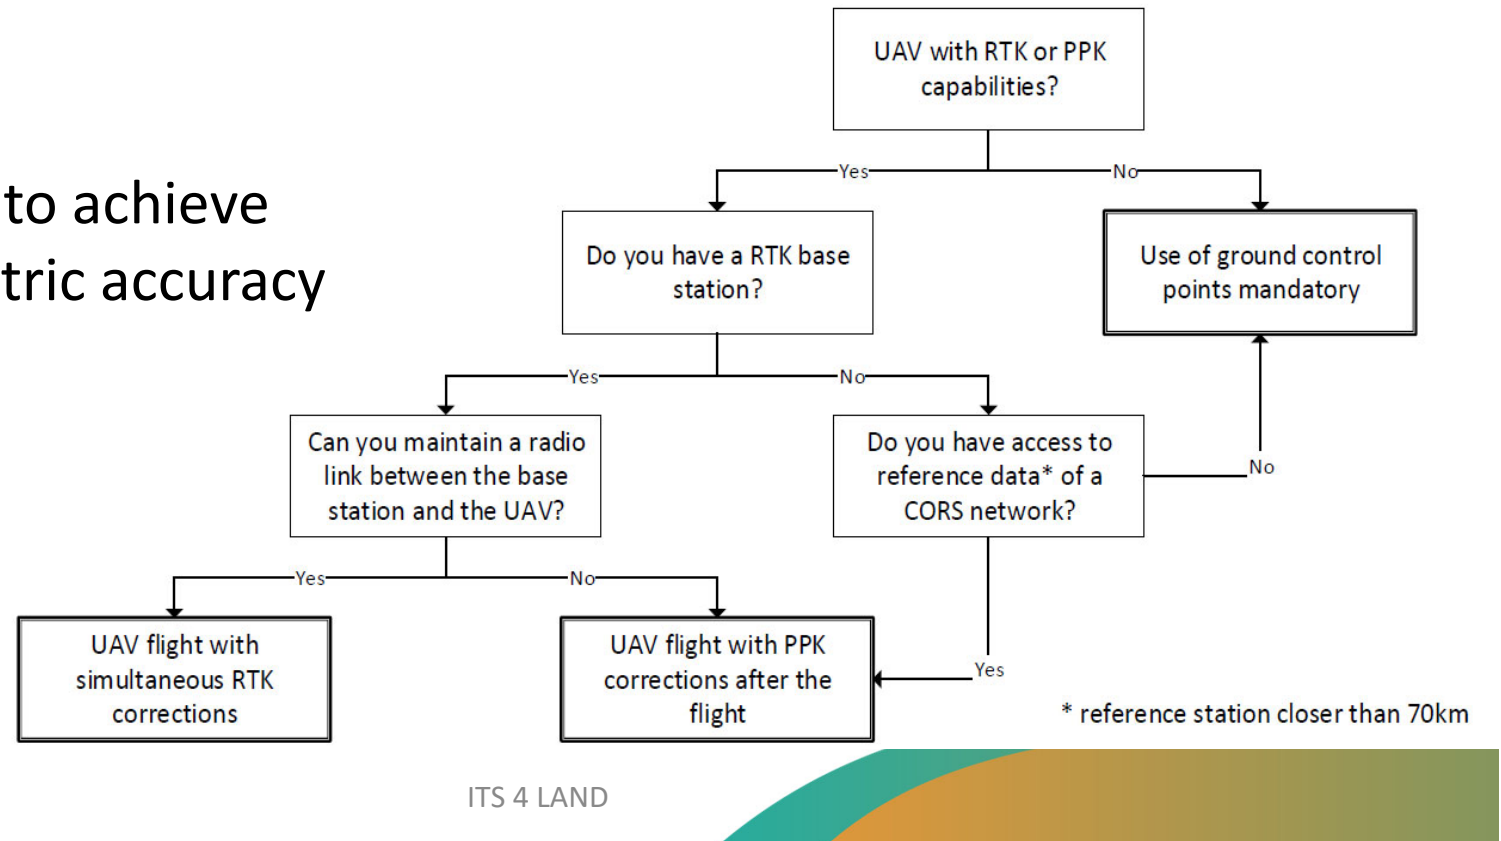 UAV with RTK or PPK
capabilities?
Yes
No
to achieve
tric accuracy
Do you have a RTK base
station?
Use of ground control
points mandatory
Yes
No
Can you maintain a radio
link between the base
station and the UAV?
Do you have access to
reference data* of a
CORS network?
No
Yes
No
UAV flight with
simultaneous RTK
corrections
UAV flight with PPK
corrections after the
flight
Yes
* reference station closer than 70km
ITS 4 LAND